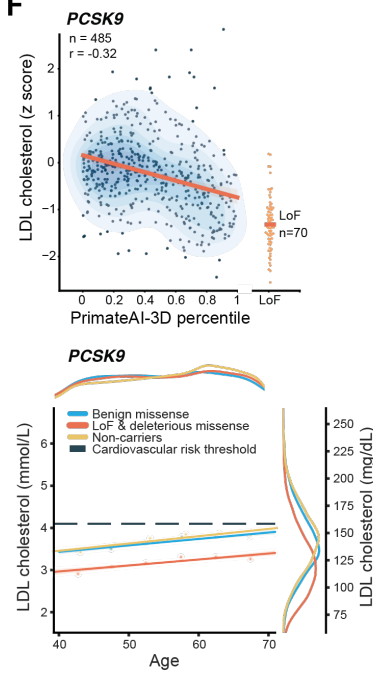 F
PCSK9
n = 485
r = -0.32
LDL cholesterol (z score)
2
1
0
−1
−2
0 0.2 0.4 0.6 0.8 1 LoF
LoF
n=70
PrimateAI-3D percentile
PCSK9
Benign missense
LoF & deleterious missense
Non-carriers
Cardiovascular risk threshold
LDL cholesterol (mmol/L)
6
5
4
3
2
40 50 60 70
Age
250
225
200
175
150
125
100
75
LDL cholesterol (mg/dL)